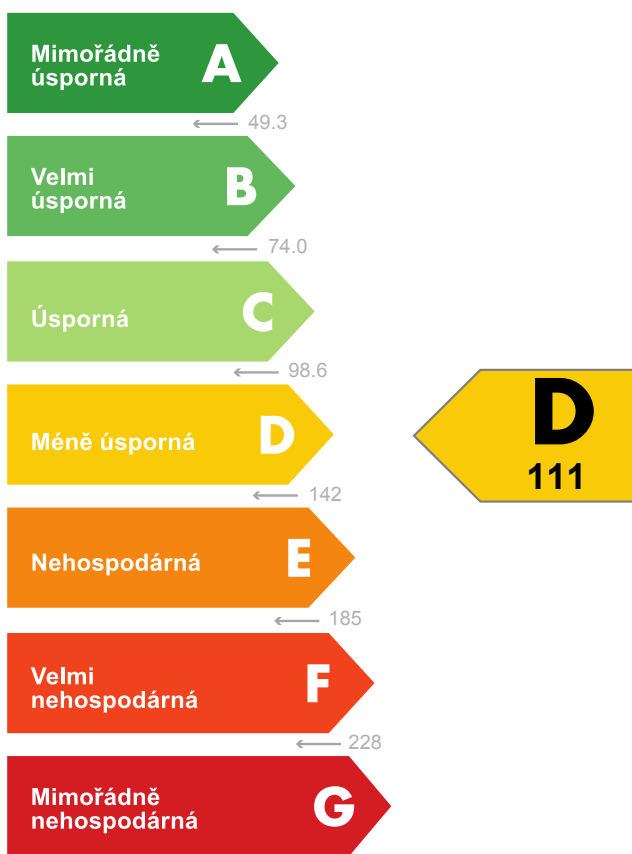 Mimořádně
úsporná
A
← 49.3
Velmi
úsporná
B
← 74.0
Úsporná
C
← 98.6
Méně úsporná
D
D
111
← 142
Nehospodárná
E
← 185
Velmi
nehospodárná
F
← 228
Mimořádně
nehospodárná
G